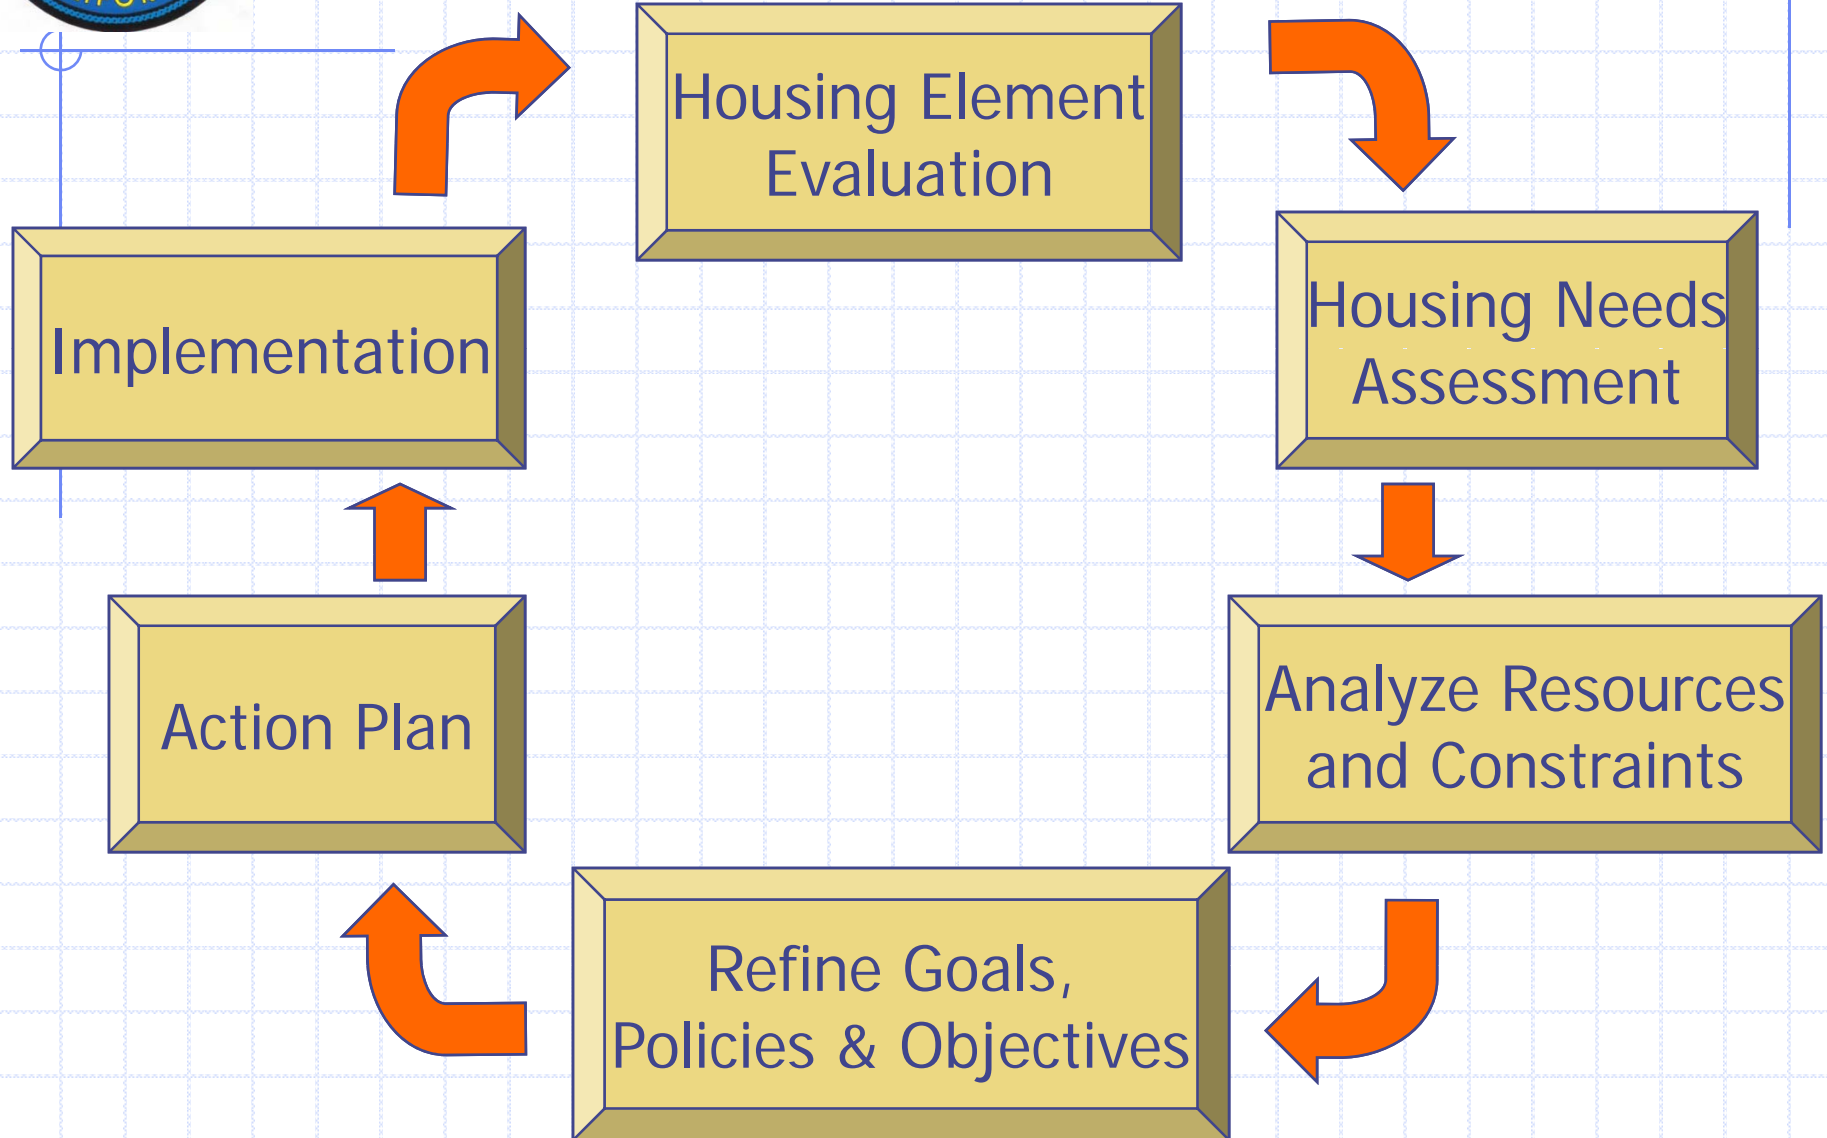 Housing Element
Evaluation
Housing Needs
Assessment
Analyze Resources
and Constraints
Refine Goals,
Policies & Objectives
Action Plan
Implementation